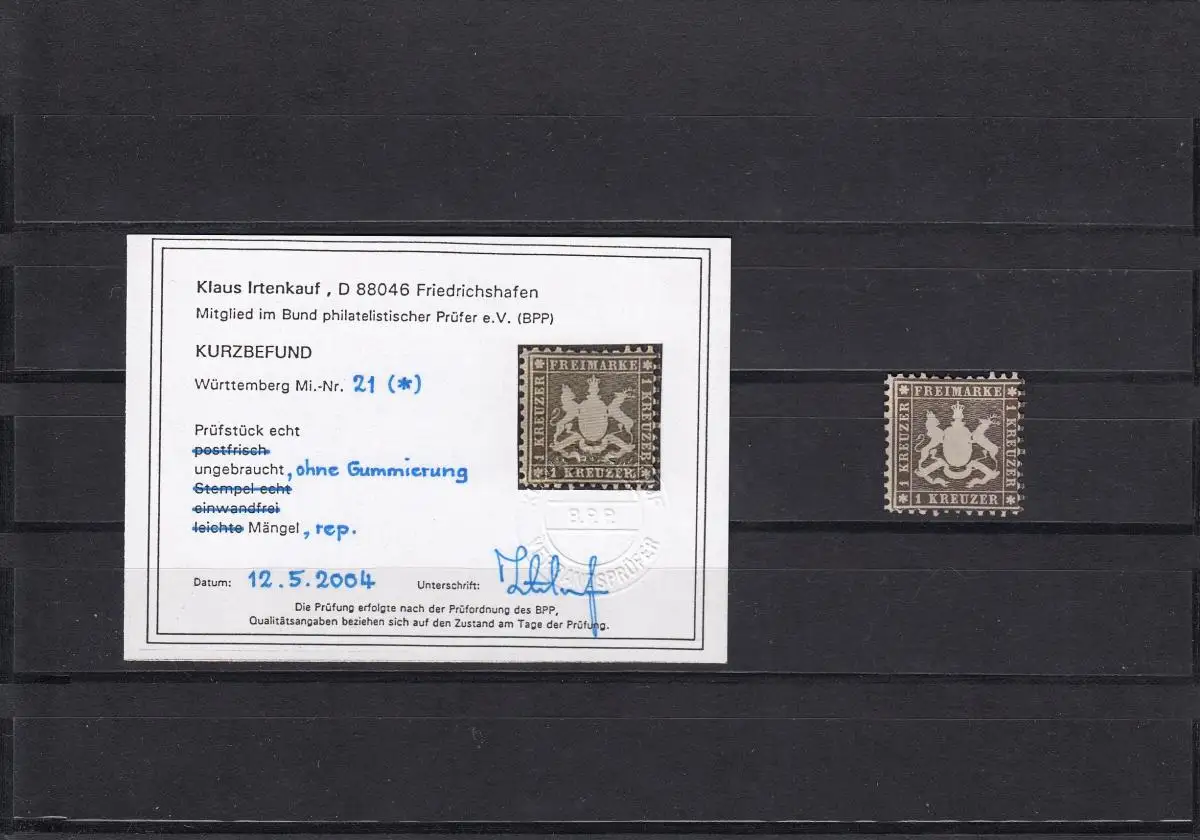 Klaus Irtenkauf , D 88046 Friedrichshafen
Mitglied im Bund philatelistischer Prüfer e.V. (BPP)
KURZBEFUND
Württemberg Mi.-Nr. 21 (*)
Prüfstück echt
postfrisch
ungebraucht, ohne Gummierung
Stempel echt
einwandfrei
leichte Mängel, rep.
Datum: 12.5.2004 Unterschrift:
Die Prüfung erfolgte nach der Prüfordnung des BPP,
Qualitätsangaben beziehen sich auf den Zustand am Tage der Prüfung.
FREIMARKE
1 KREUZER
1 KREUZER
1 KREUZER
B.P.P.
FREIMARKE
1 KREUZER
1 KREUZER
1 KREUZER